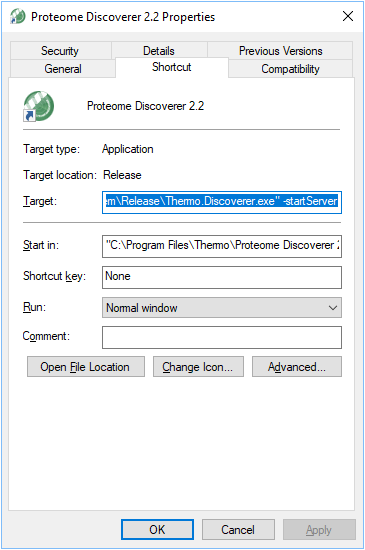 Proteome Discoverer 2.2 Properties
Security Details Previous Versions
General Shortcut Compatibility
Proteome Discoverer 2.2
Target type: Application
Target location: Release
Target: em\Release\Thermo.Discoverer.exe" -startServer
Start in: "C:\Program Files\Thermo\Proteome Discoverer 2
Shortcut key: None
Run: Normal window
Comment:
Open File Location Change Icon... Advanced...
OK Cancel Apply